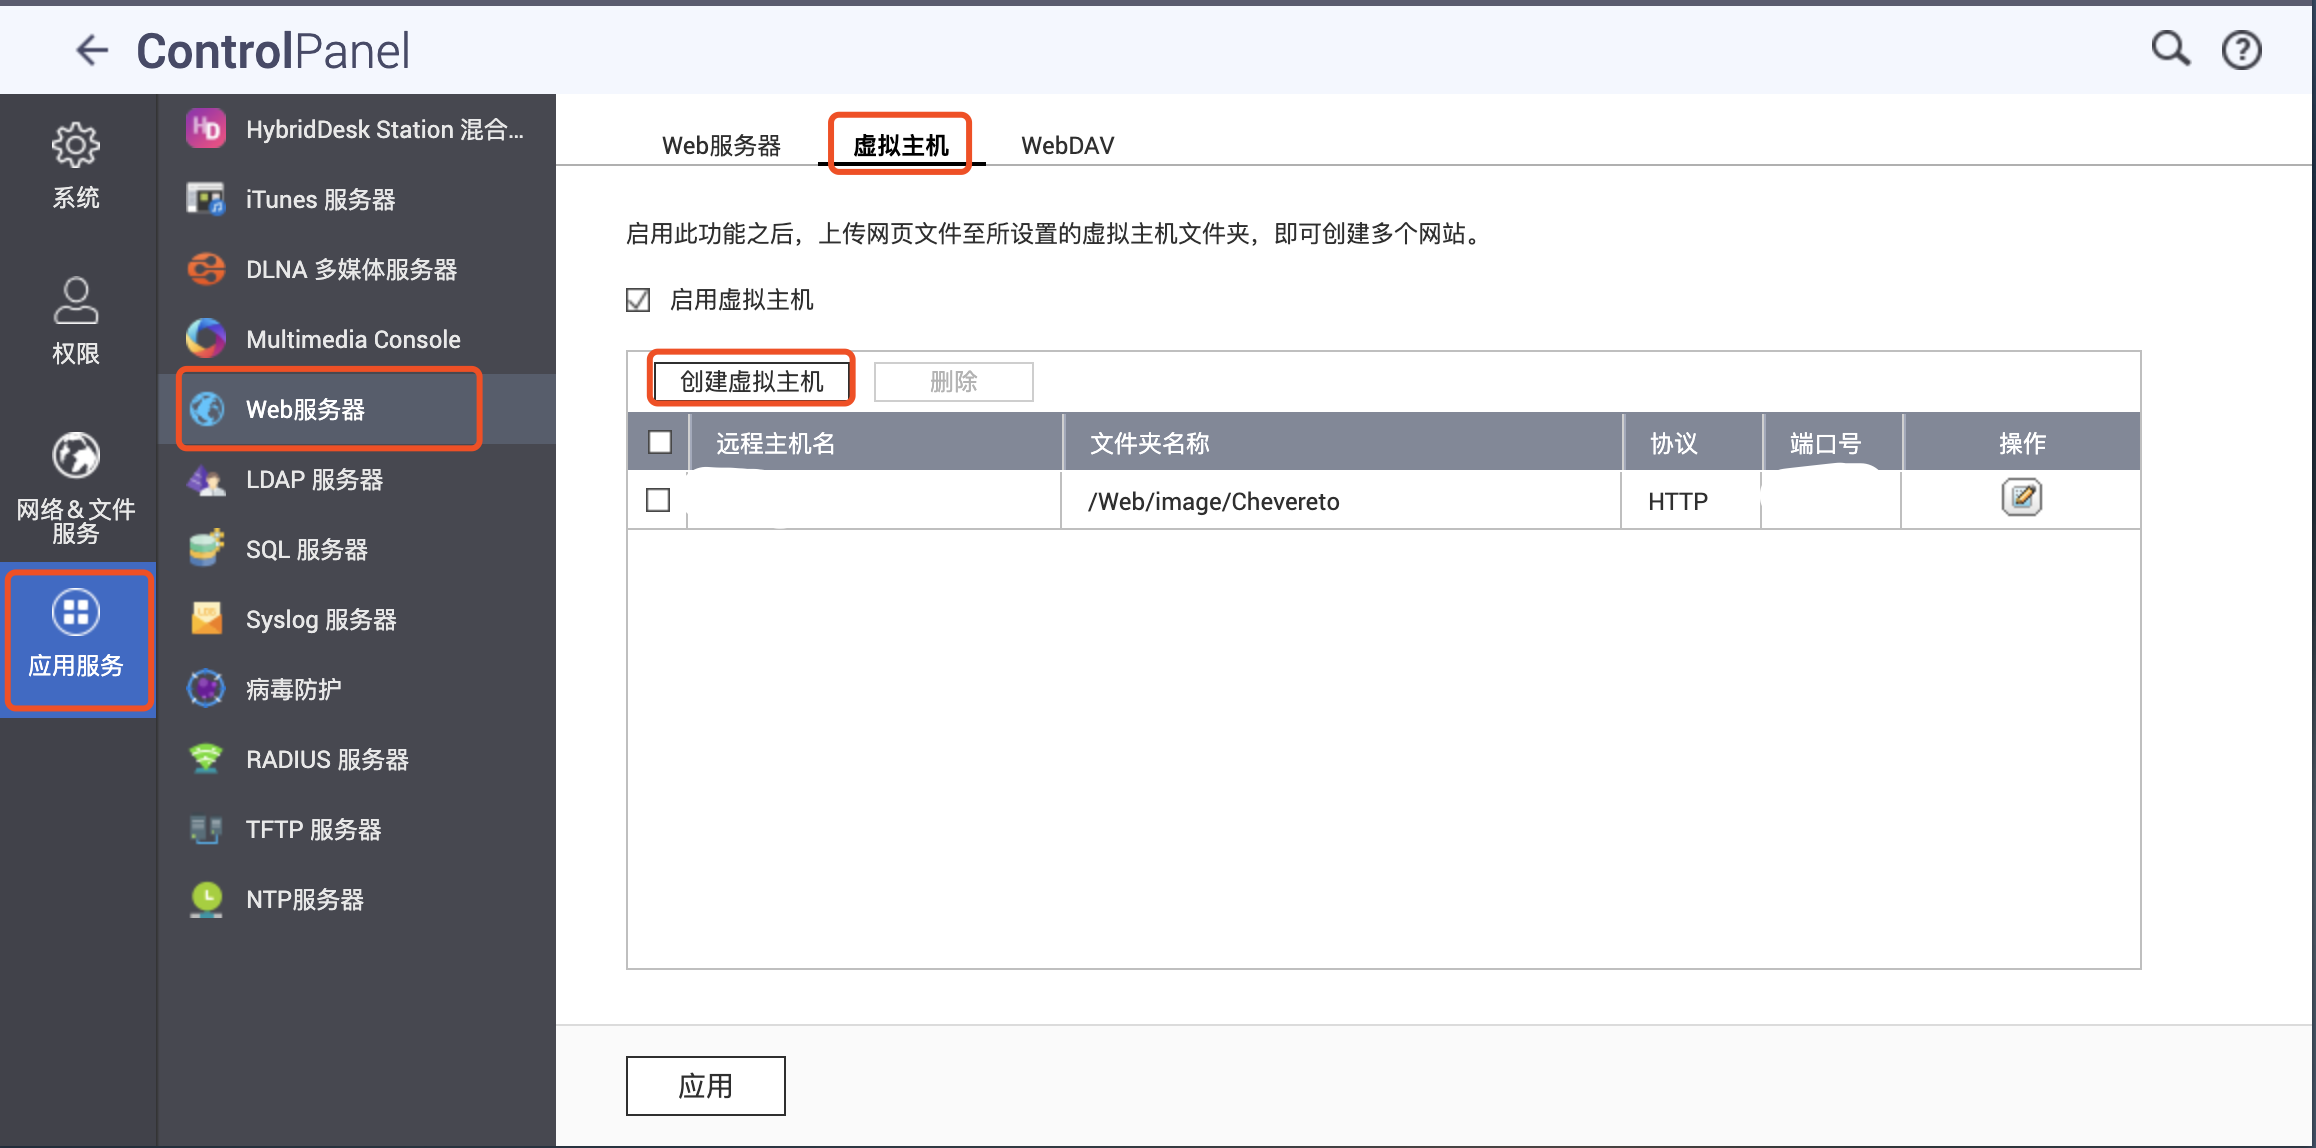 ControlPanel
系统
权限
网络＆文件
服务
应用服务
HybridDesk Station 混合...
iTunes 服务器
DLNA 多媒体服务器
Multimedia Console
Web服务器
LDAP 服务器
SQL 服务器
Syslog 服务器
病毒防护
RADIUS 服务器
TFTP 服务器
NTP服务器
Web服务器 虚拟主机 WebDAV
启用此功能之后，上传网页文件至所设置的虚拟主机文件夹，即可创建多个网站。
启用虚拟主机
创建虚拟主机 删除
远程主机名 文件夹名称 协议 端口号 操作
/Web/image/Chevereto HTTP
应用